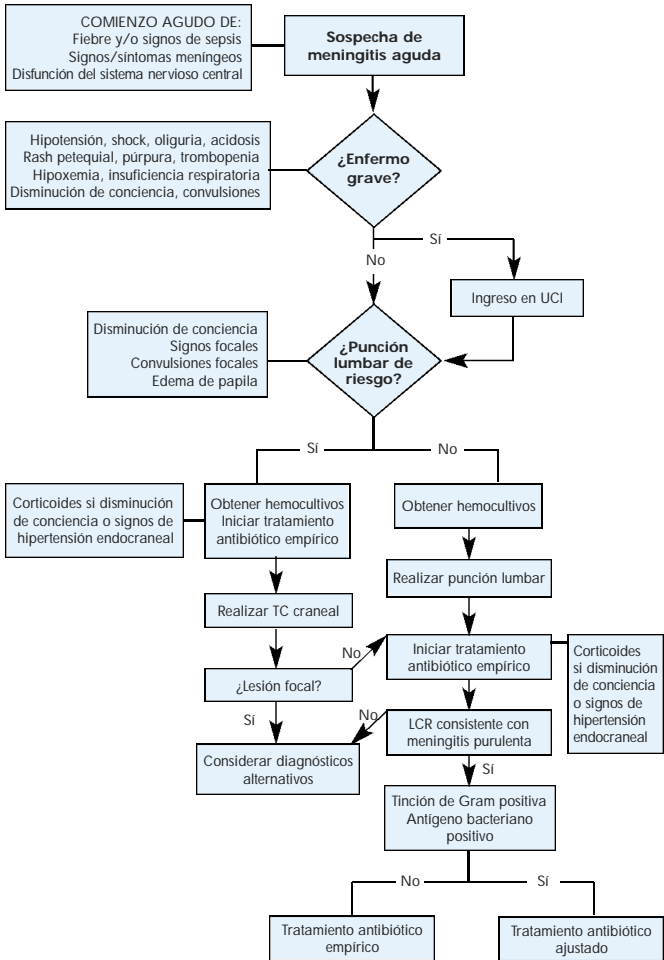 COMIENZO AGUDO DE:
Fiebre y/o signos de sepsis
Signos/síntomas meníngeos
Disfunción del sistema nervioso central
Sospecha de
meningitis aguda
Hipotensión, shock, oliguria, acidosis
Rash petequial, púrpura, trombopenia
Hipoxemia, insuficiencia respiratoria
Disminución de conciencia, convulsiones
¿Enfermo
grave?
Sí
No
Ingreso en UCI
Disminución de conciencia
Signos focales
Convulsiones focales
Edema de papila
¿Punción
lumbar de
riesgo?
Sí
No
Corticoides si disminución
de conciencia o signos de
hipertensión endocraneal
Obtener hemocultivos
Iniciar tratamiento
antibiótico empírico
Obtener hemocultivos
Realizar punción lumbar
Realizar TC craneal
No
Iniciar tratamiento
antibiótico empírico
Corticoides
si disminución
de conciencia
o signos de
hipertensión
endocraneal
¿Lesión focal?
Sí
No
LCR consistente con
meningitis purulenta
Considerar diagnósticos
alternativos
Sí
Tinción de Gram positiva
Antígeno bacteriano
positivo
No
Sí
Tratamiento antibiótico
empírico
Tratamiento antibiótico
ajustado